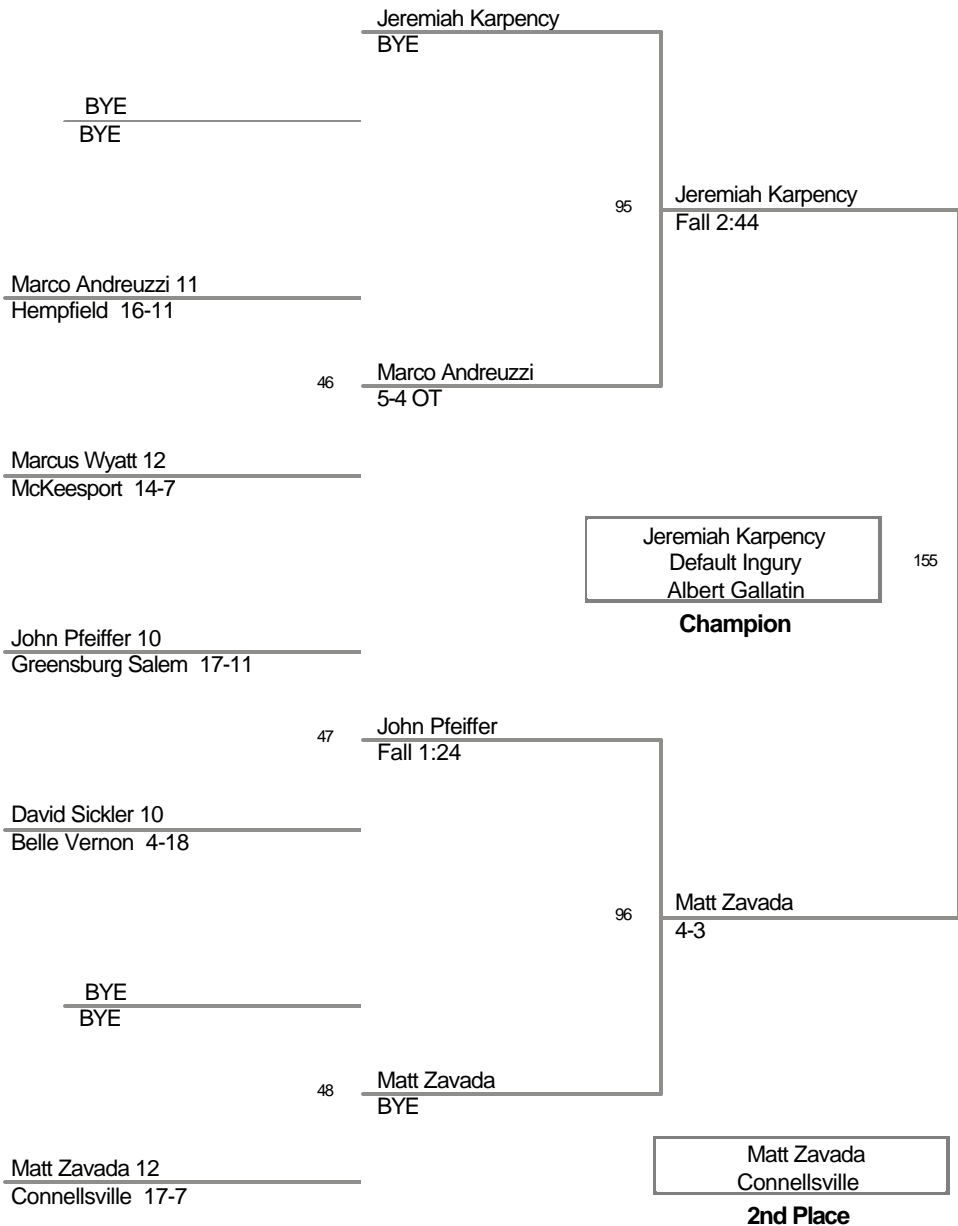 Jeremiah Karpency
BYE
BYE
BYE
95
Jeremiah Karpency
Fall 2:44
Marco Andreuzzi 11
Hempfield 16-11
46
Marco Andreuzzi
5-4 OT
Marcus Wyatt 12
McKeesport 14-7
Jeremiah Karpency
Default Ingury
Albert Gallatin
155
Champion
John Pfeiffer 10
Greensburg Salem 17-11
47
John Pfeiffer
Fall 1:24
David Sickler 10
Belle Vernon 4-18
96
Matt Zavada
4-3
BYE
BYE
48
Matt Zavada
BYE
Matt Zavada 12
Connellsville 17-7
Matt Zavada
Connellsville
2nd Place